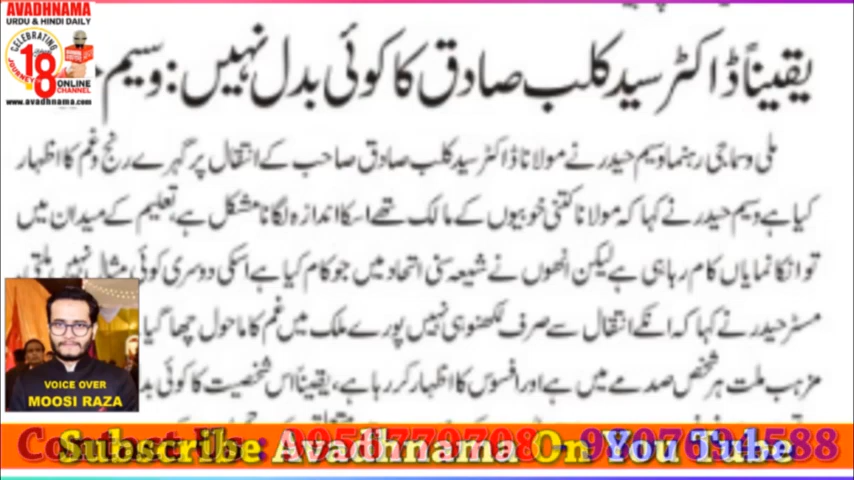 AVADHNAMA
URDU & HINDI DAILY
CELEBRATING
18
JOURNEY
ONLINE
CHANNEL
www.avadhnama.com
یقیناً ڈاکٹر سید کلب صادق کا کوئی بدل نہیں: وسیم
ملی وسماجی رہنما وسیم حیدر نے مولانا ڈاکٹر سید کلب صادق صاحب کے انتقال پر گہرے رنج وغم کا اظہار
کیا ہے وسیم حیدر نے کہا کہ مولانا کتنی خوبیوں کے مالک تھے اسکا اندازہ لگانا مشکل ہے، تعلیم کے میدان میں
تو انکا نمایاں کام رہا ہی ہے لیکن انھوں نے شیعہ سنی اتحاد میں جو کام کیا ہے اسکی دوسری کوئی مثال نہیں ملتی
مسٹر حیدر نے کہا کہ انکے انتقال سے صرف لکھنو ہی نہیں پورے ملک میں غم کا ماحول چھا گیا
مزہب ملت ہر شخص صدمے میں ہے اور افسوس کا اظہار کر رہا ہے، یقیناً اس شخصیت کا کوئی بد
VOICE OVER
MOOSI RAZA
Subscribe Avadhnama On You Tube